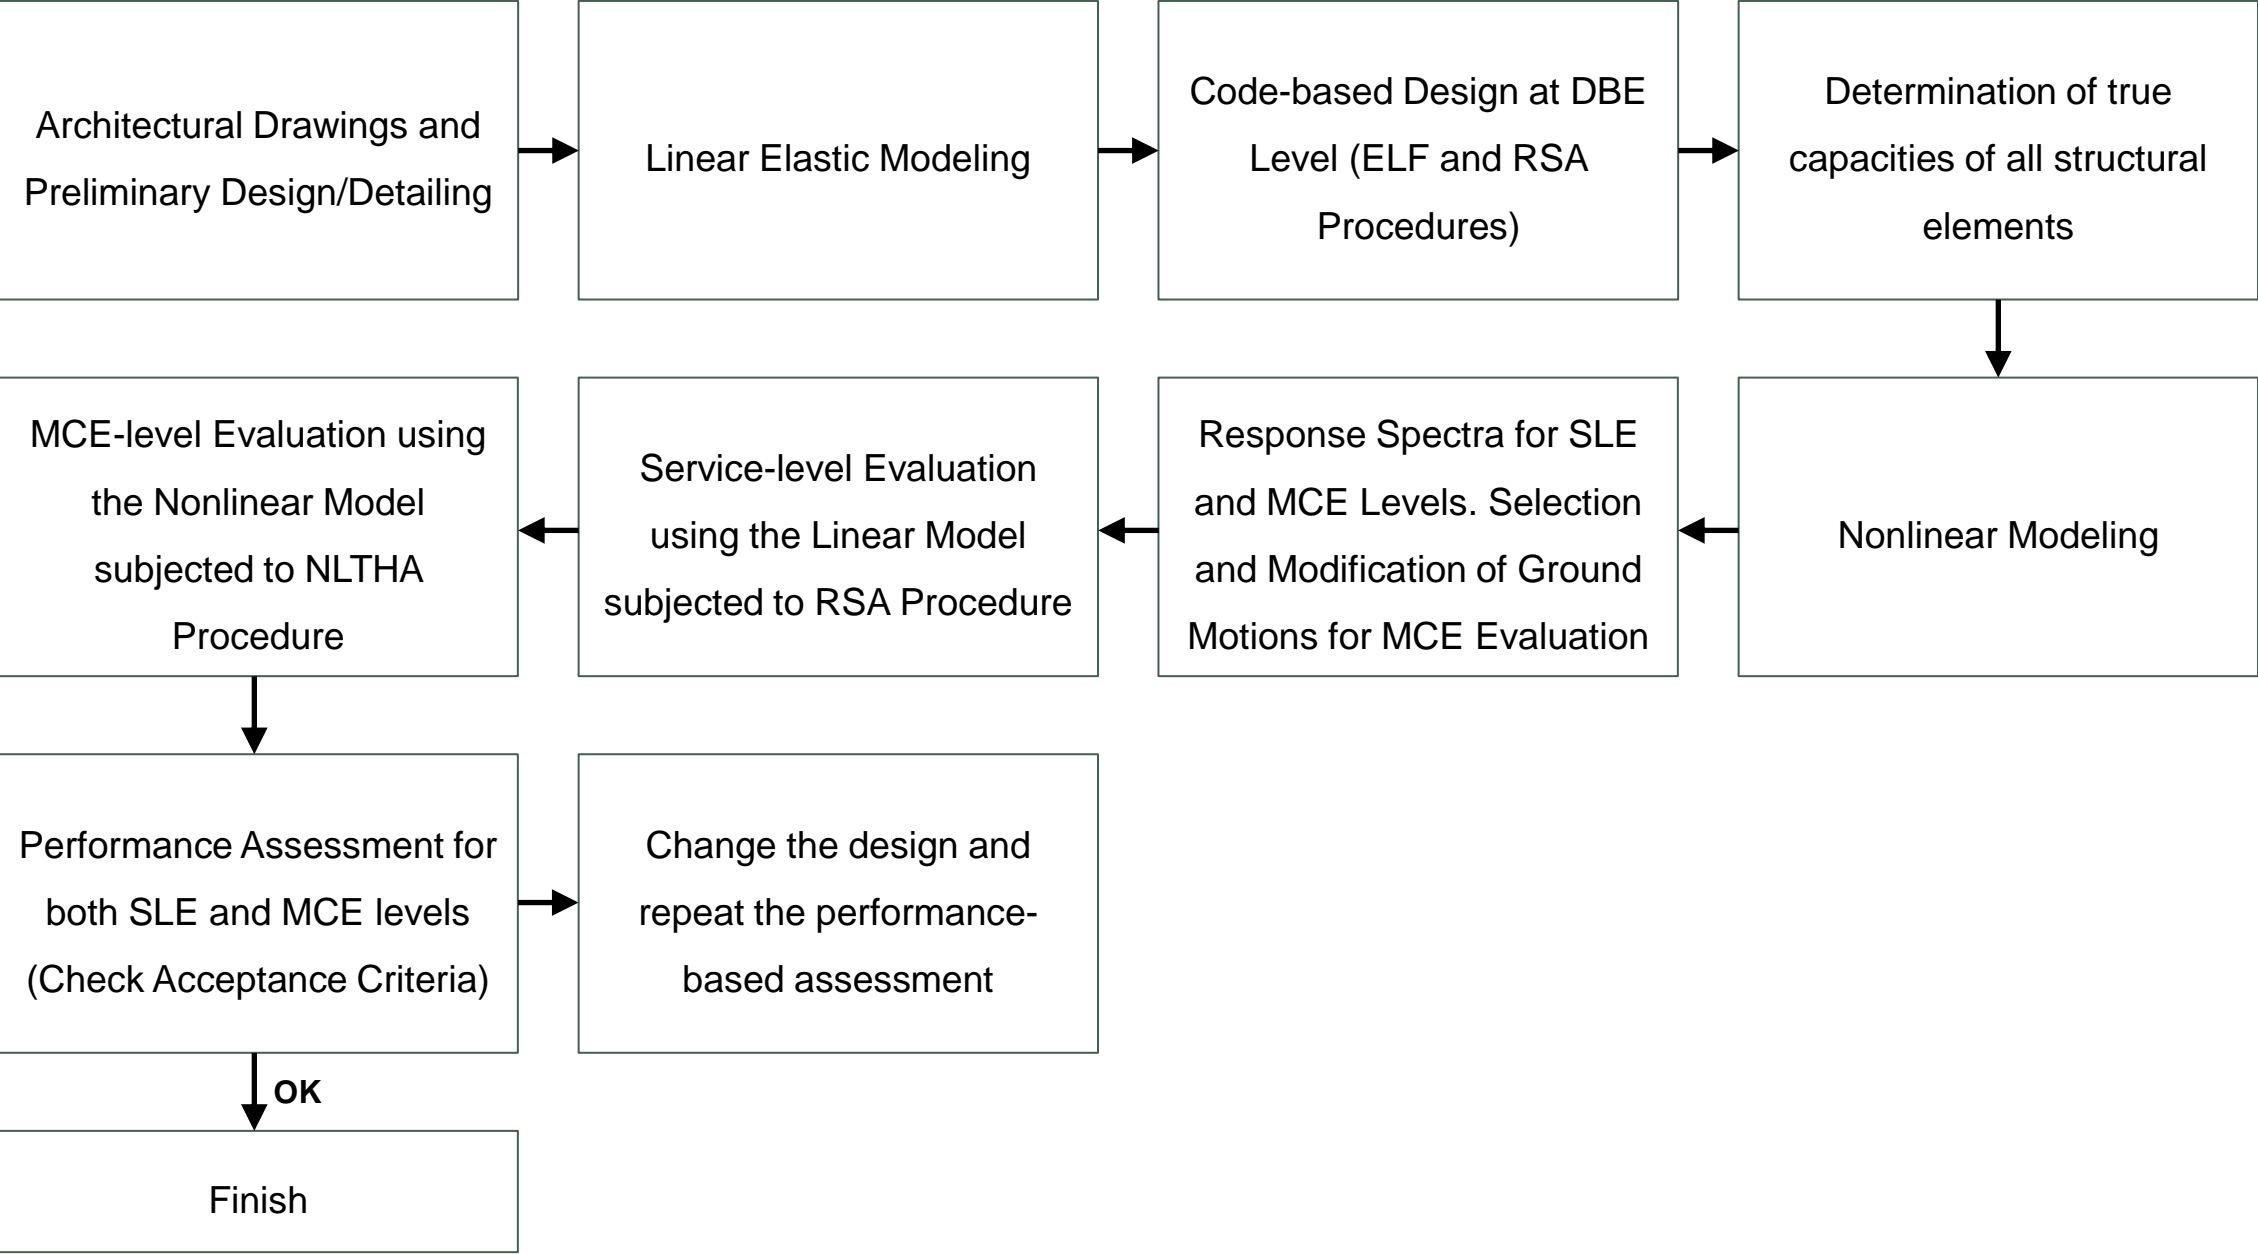 Architectural Drawings and
Preliminary Design/Detailing
Linear Elastic Modeling
Code-based Design at DBE
Level (ELF and RSA
Procedures)
Determination of true
capacities of all structural
elements
Nonlinear Modeling
Response Spectra for SLE
and MCE Levels. Selection
and Modification of Ground
Motions for MCE Evaluation
Service-level Evaluation
using the Linear Model
subjected to RSA Procedure
MCE-level Evaluation using
the Nonlinear Model
subjected to NLTHA
Procedure
Performance Assessment for
both SLE and MCE levels
(Check Acceptance Criteria)
Change the design and
repeat the performance-
based assessment
OK
Finish